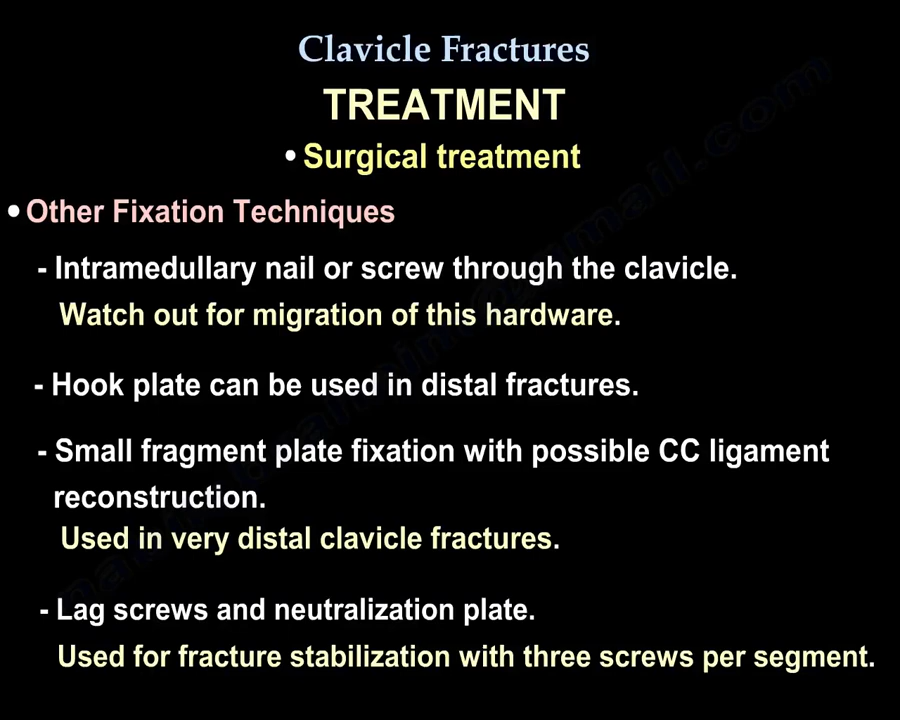 Clavicle Fractures
TREATMENT
• Surgical treatment
• Other Fixation Techniques
- Intramedullary nail or screw through the clavicle.
Watch out for migration of this hardware.
- Hook plate can be used in distal fractures.
- Small fragment plate fixation with possible CC ligament
reconstruction.
Used in very distal clavicle fractures.
- Lag screws and neutralization plate.
Used for fracture stabilization with three screws per segment.